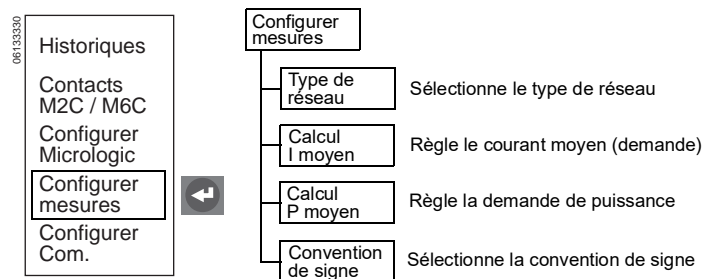 06133330
Historiques
Contacts
M2C / M6C
Configurer
Micrologic
Configurer
mesures
Configurer
Com.
Configurer
mesures
Type de
réseau
Sélectionne le type de réseau
Calcul
I moyen
Règle le courant moyen (demande)
Calcul
P moyen
Règle la demande de puissance
Convention
de signe
Sélectionne la convention de signe